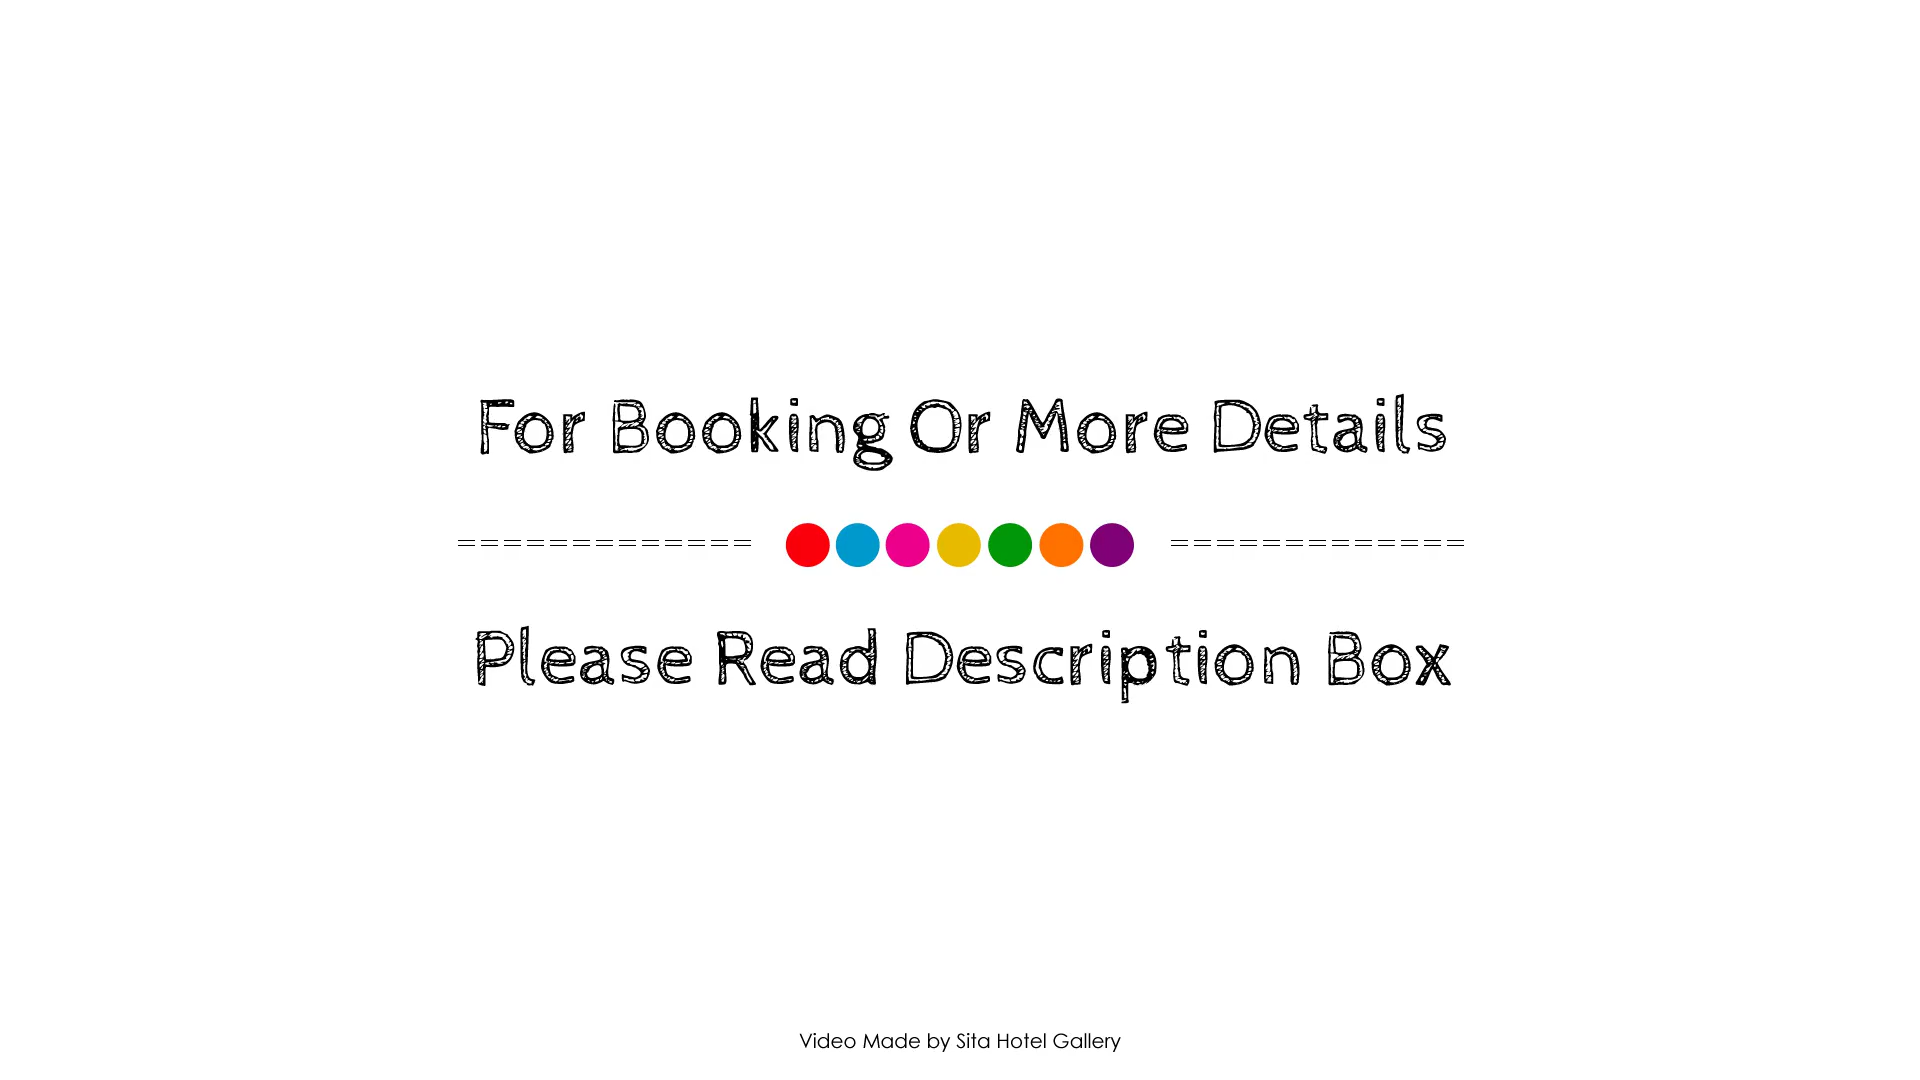 For Booking Or More Details
============= =============
Please Read Description Box
Video Made by Sita Hotel Gallery